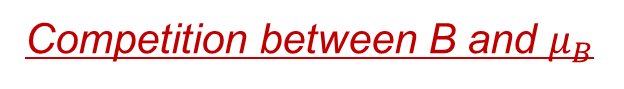 Competition between B and μ_B